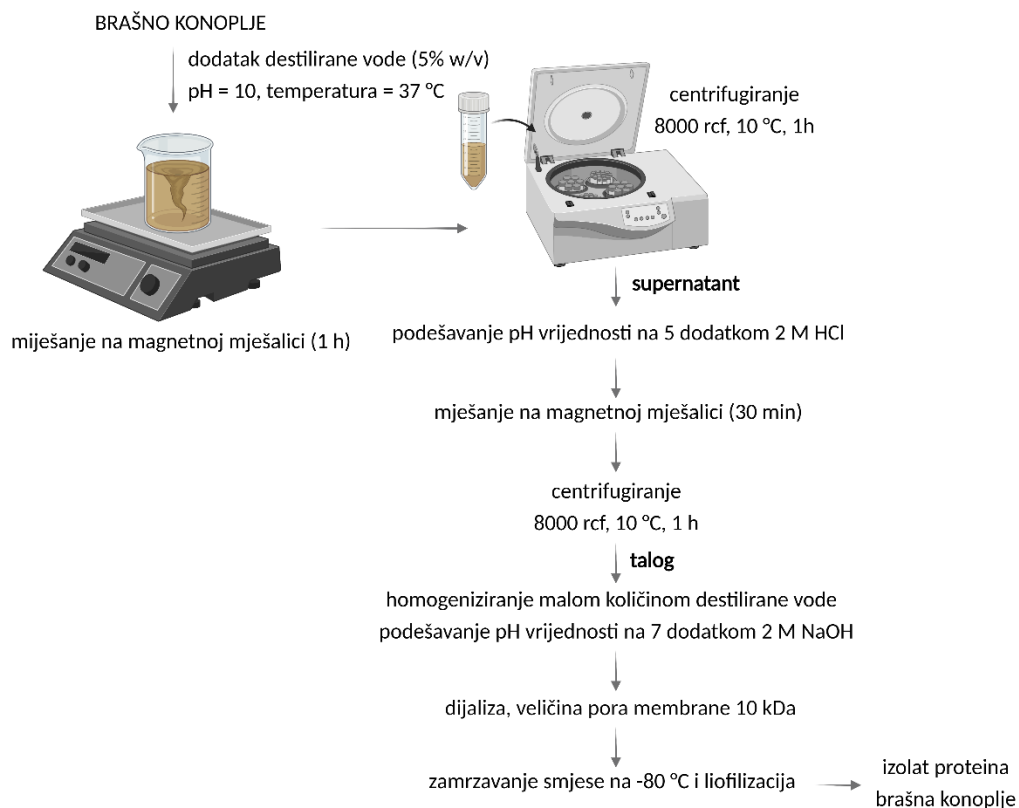 BRAŠNO KONOPLJE
dodatak destilirane vode (5% w/v)
pH = 10, temperatura = 37 °C
centrifugiranje
8000 rcf, 10 °C, 1h
miješanje na magnetnoj mješalici (1 h)
supernatant
podešavanje pH vrijednosti na 5 dodatkom 2 M HCl
mješanje na magnetnoj mješalici (30 min)
centrifugiranje
8000 rcf, 10 °C, 1 h
talog
homogeniziranje malom količinom destilirane vode
podešavanje pH vrijednosti na 7 dodatkom 2 M NaOH
dijaliza, veličina pora membrane 10 kDa
zamrzavanje smjese na -80 °C i liofilizacija
izolat proteina
brašna konoplje